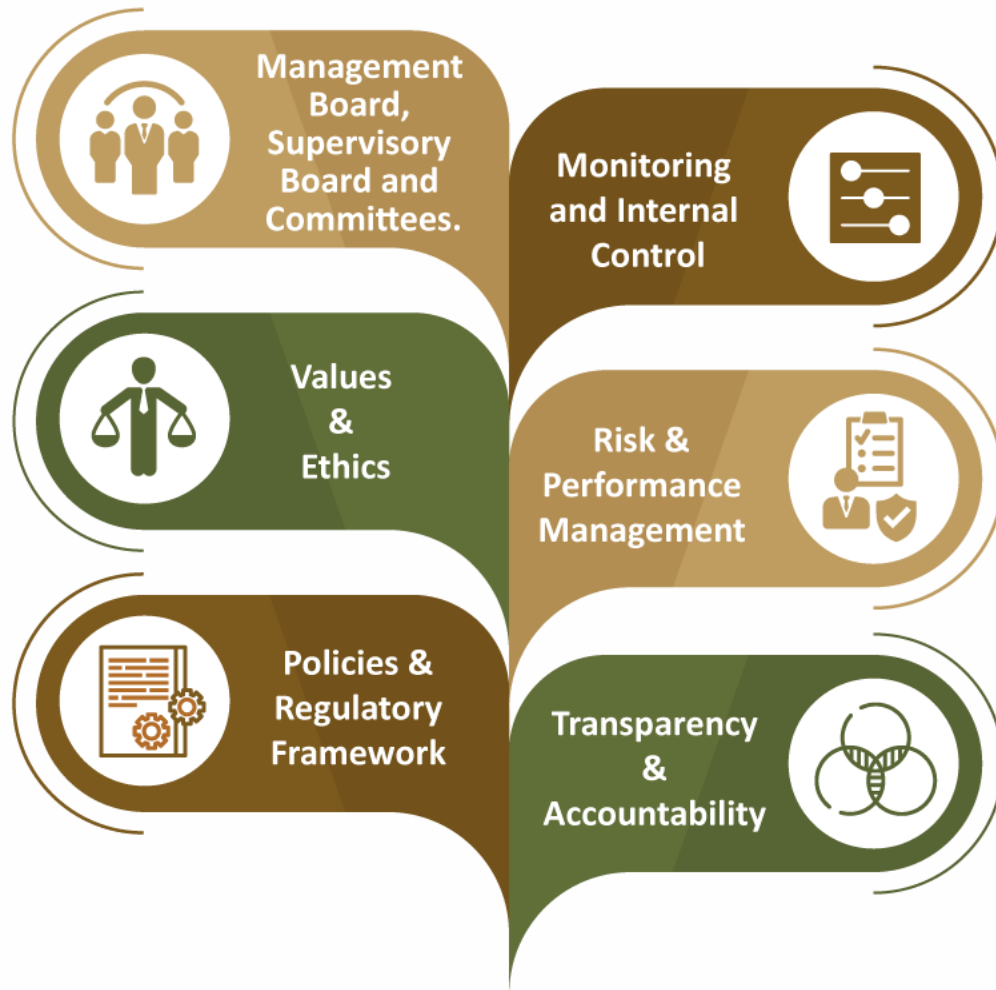 Management
Board,
Supervisory
Board and
Committees.
Monitoring
and Internal
Control
Values
&
Ethics
Risk &
Performance
Management
Policies &
Regulatory
Framework
Transparency
&
Accountability